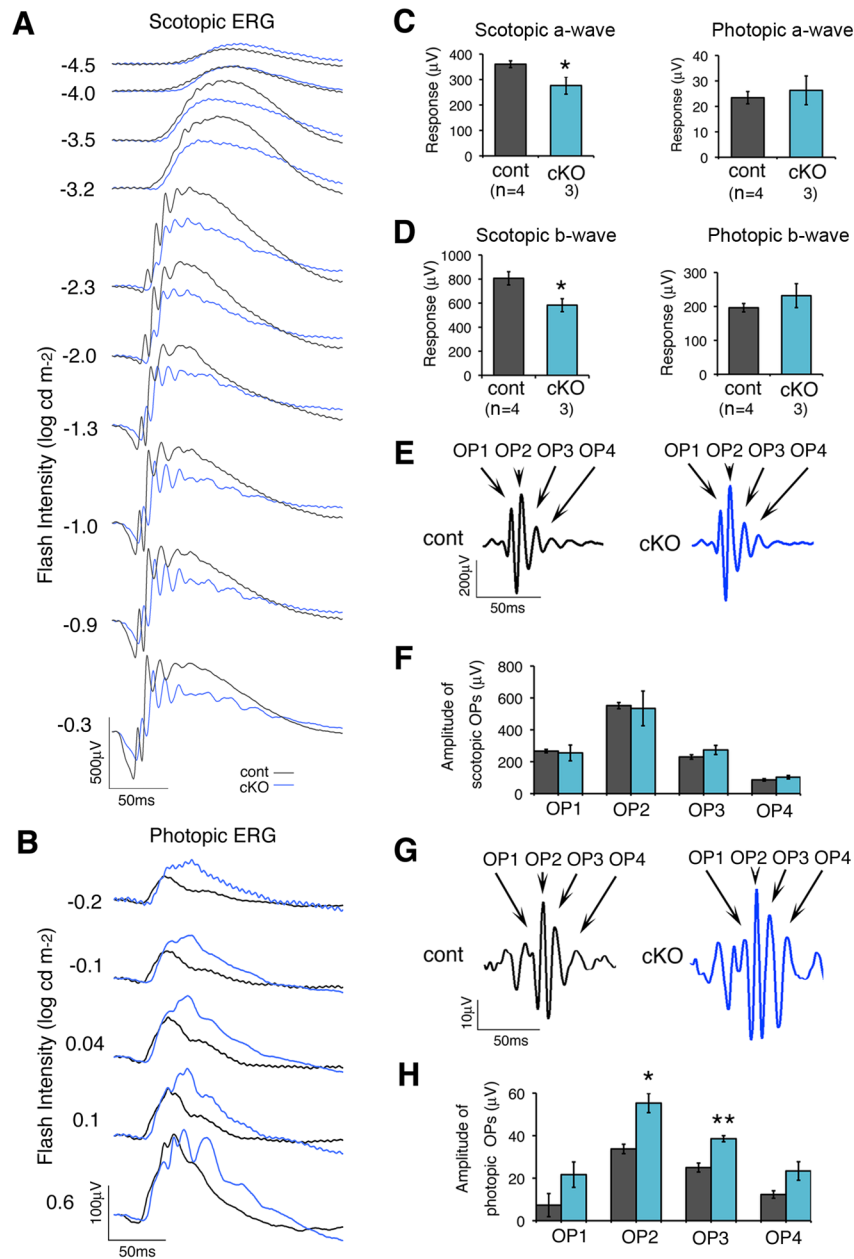 A
Scotopic ERG
Flash Intensity (log cd m-2)
-4.5
-4.0
-3.5
-3.2
-2.3
-2.0
-1.3
-1.0
-0.9
-0.3
500µV
50ms
cont
cKO
B
Photopic ERG
Flash Intensity (log cd m-2)
-0.2
-0.1
0.04
0.1
0.6
100µV
50ms
C
Scotopic a-wave
Response (µV)
400
300
200
100
0
*
cont cKO
(n=4 3)
Photopic a-wave
Response (µV)
40
30
20
10
0
cont cKO
(n=4 3)
D
Scotopic b-wave
Response (µV)
1000
800
600
400
200
0
*
cont cKO
(n=4 3)
Photopic b-wave
Response (µV)
300
200
100
0
cont cKO
(n=4 3)
E
OP1 OP2 OP3 OP4
cont
200µV
50ms
OP1 OP2 OP3 OP4
cKO
F
Amplitude of
scotopic OPs (µV)
800
600
400
200
0
OP1 OP2 OP3 OP4
G
OP1 OP2 OP3 OP4
cont
10µV
50ms
OP1 OP2 OP3 OP4
cKO
H
Amplitude of
photopic OPs (µV)
60
40
20
0
*
**
OP1 OP2 OP3 OP4